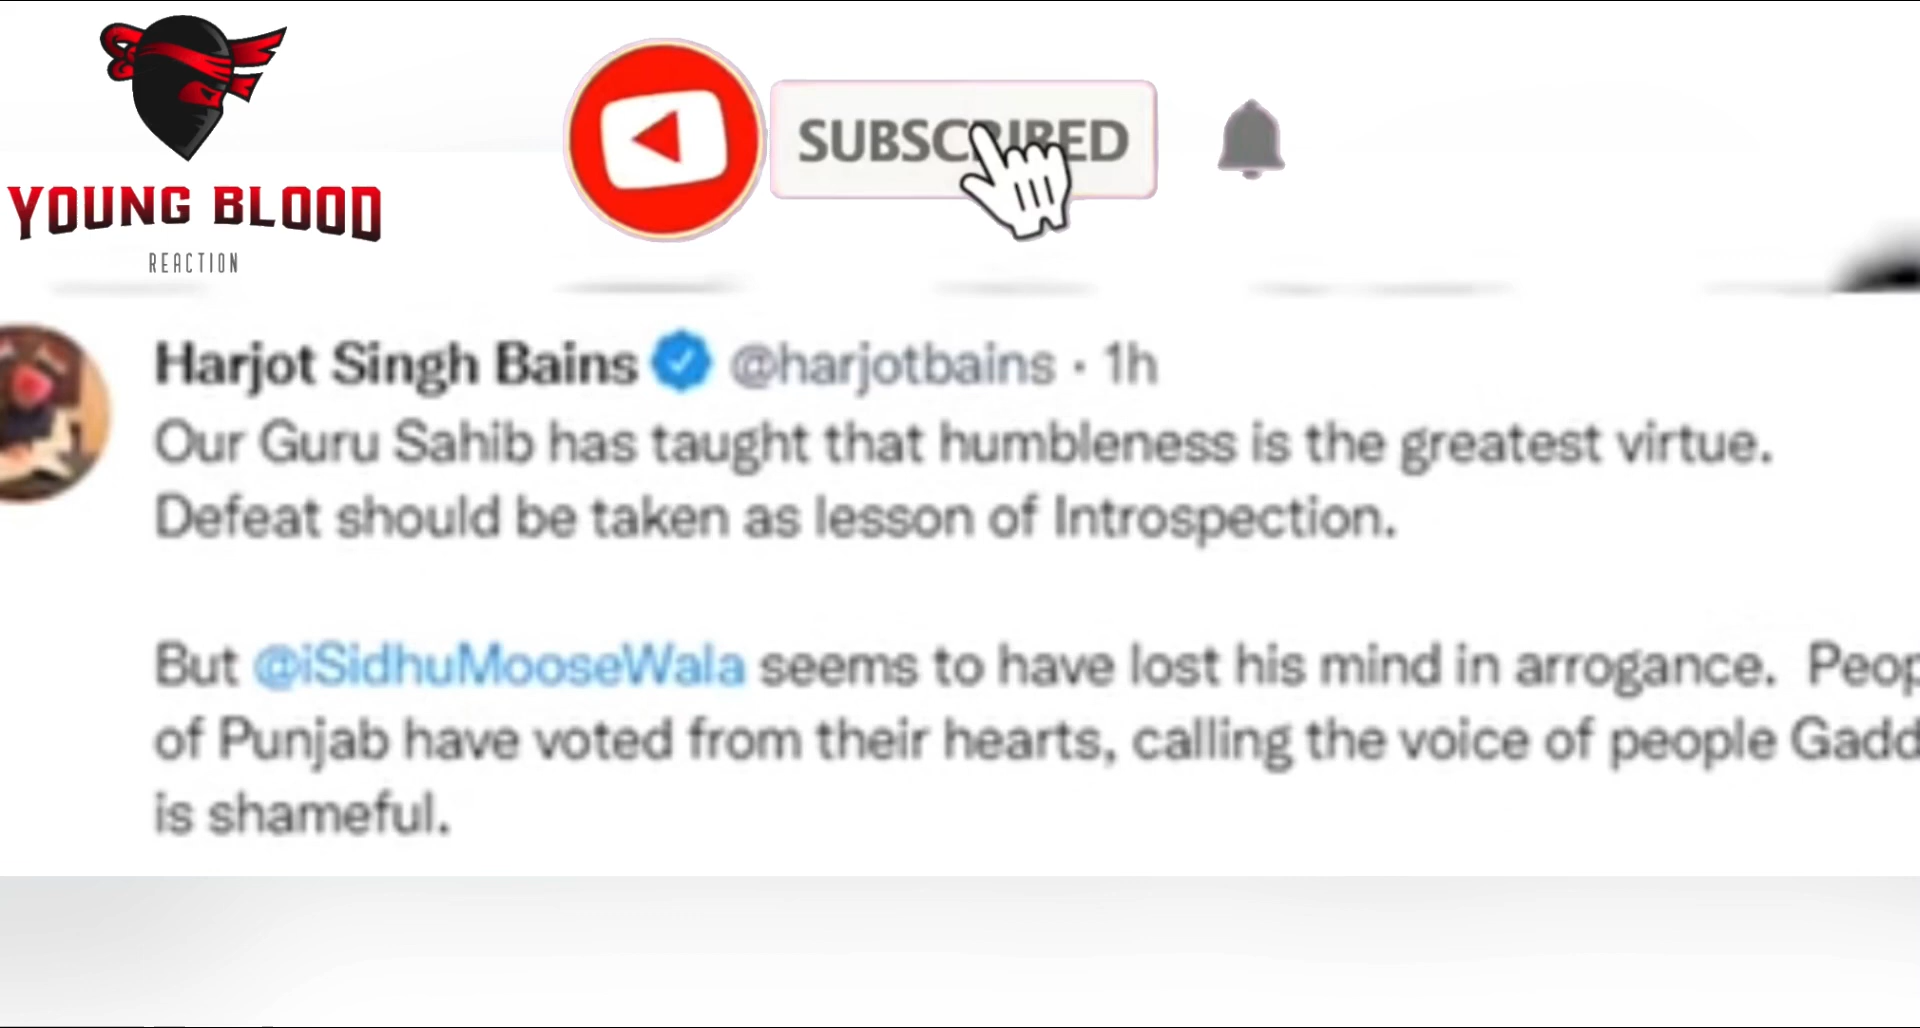 YOUNG BLOOD
REACTION
SUBSCRIBED
Harjot Singh Bains @harjotbains · 1h
Our Guru Sahib has taught that humbleness is the greatest virtue.
Defeat should be taken as lesson of Introspection.
But @iSidhuMooseWala seems to have lost his mind in arrogance. Peop
of Punjab have voted from their hearts, calling the voice of people Gadd
is shameful.